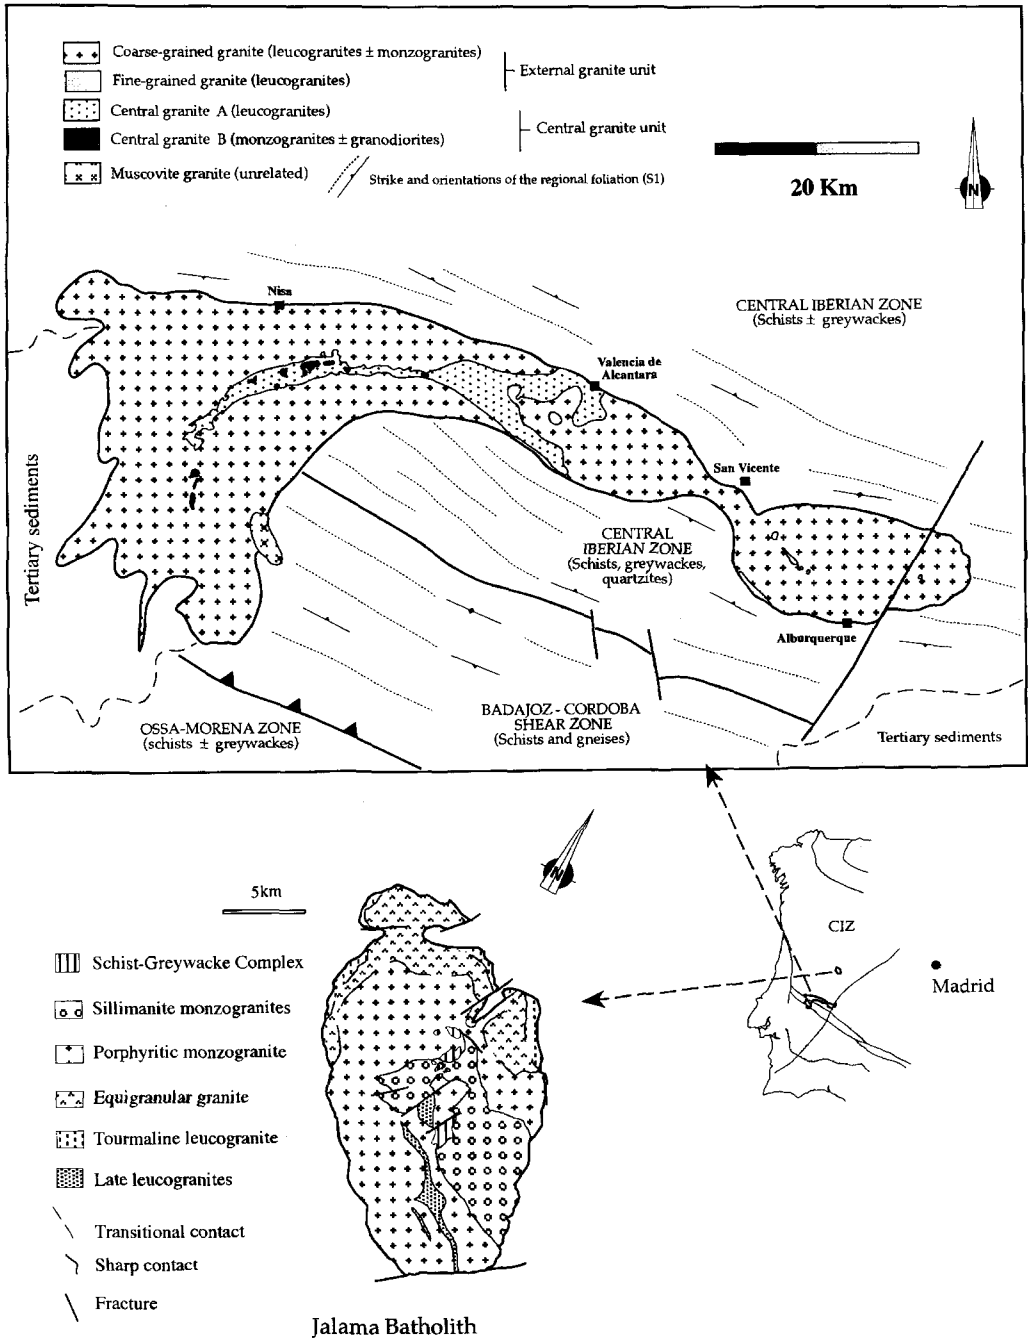 Coarse-grained granite (leucogranites ± monzogranites)
Fine-grained granite (leucogranites)
External granite unit
Central granite A (leucogranites)
Central granite B (monzogranites ± granodiorites)
Central granite unit
Muscovite granite (unrelated)
Strike and orientations of the regional foliation (S1)
20 Km
N
Nisa
CENTRAL IBERIAN ZONE
(Schists ± greywackes)
Valencia de
Alcantara
San Vicente
Tertiary sediments
CENTRAL
IBERIAN ZONE
(Schists, greywackes,
quartzites)
Alburquerque
OSSA-MORENA ZONE
(schists ± greywackes)
BADAJOZ - CORDOBA
SHEAR ZONE
(Schists and gneises)
Tertiary sediments
N
5km
CIZ
Madrid
Schist-Greywacke Complex
Sillimanite monzogranites
Porphyritic monzogranite
Equigranular granite
Tourmaline leucogranite
Late leucogranites
Transitional contact
Sharp contact
Fracture
Jalama Batholith